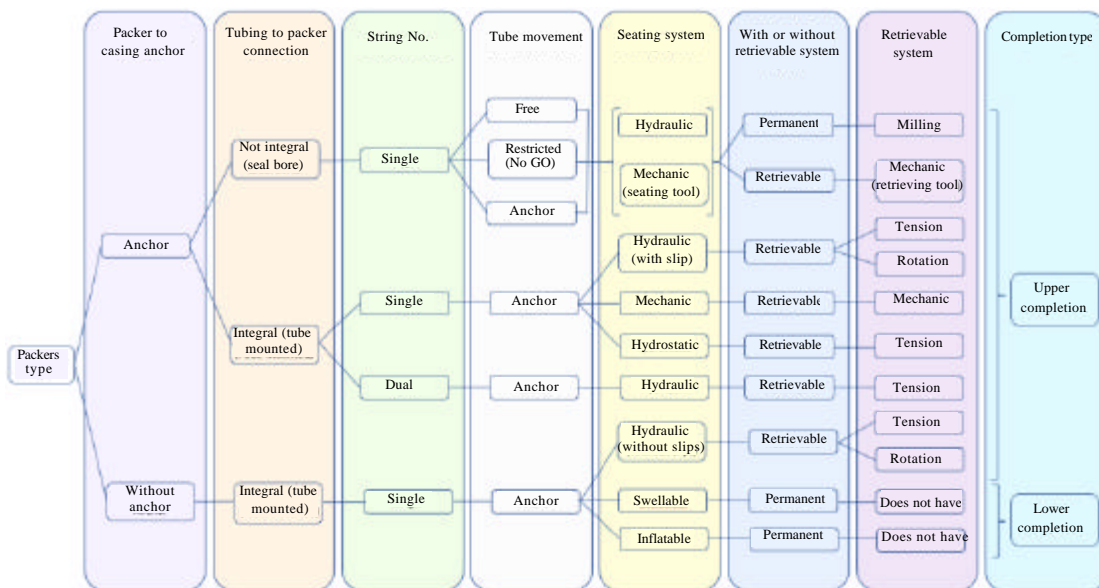 Packer to
casing anchor
Tubing to packer
connection
String No.
Tube movement
Seating system
With or without
retrievable system
Retrievable
system
Completion type
Packers
type
Anchor
Without
anchor
Not integral
(seal bore)
Integral (tube
mounted)
Integral (tube
mounted)
Single
Single
Dual
Single
Free
Restricted
(No GO)
Anchor
Anchor
Anchor
Anchor
Hydraulic
Mechanic
(seating tool)
Hydraulic
(with slip)
Mechanic
Hydrostatic
Hydraulic
Hydraulic
(without slips)
Swellable
Inflatable
Permanent
Retrievable
Retrievable
Retrievable
Retrievable
Retrievable
Retrievable
Permanent
Permanent
Milling
Mechanic
(retrieving tool)
Tension
Rotation
Mechanic
Tension
Tension
Tension
Rotation
Does not have
Does not have
Upper
completion
Lower
completion